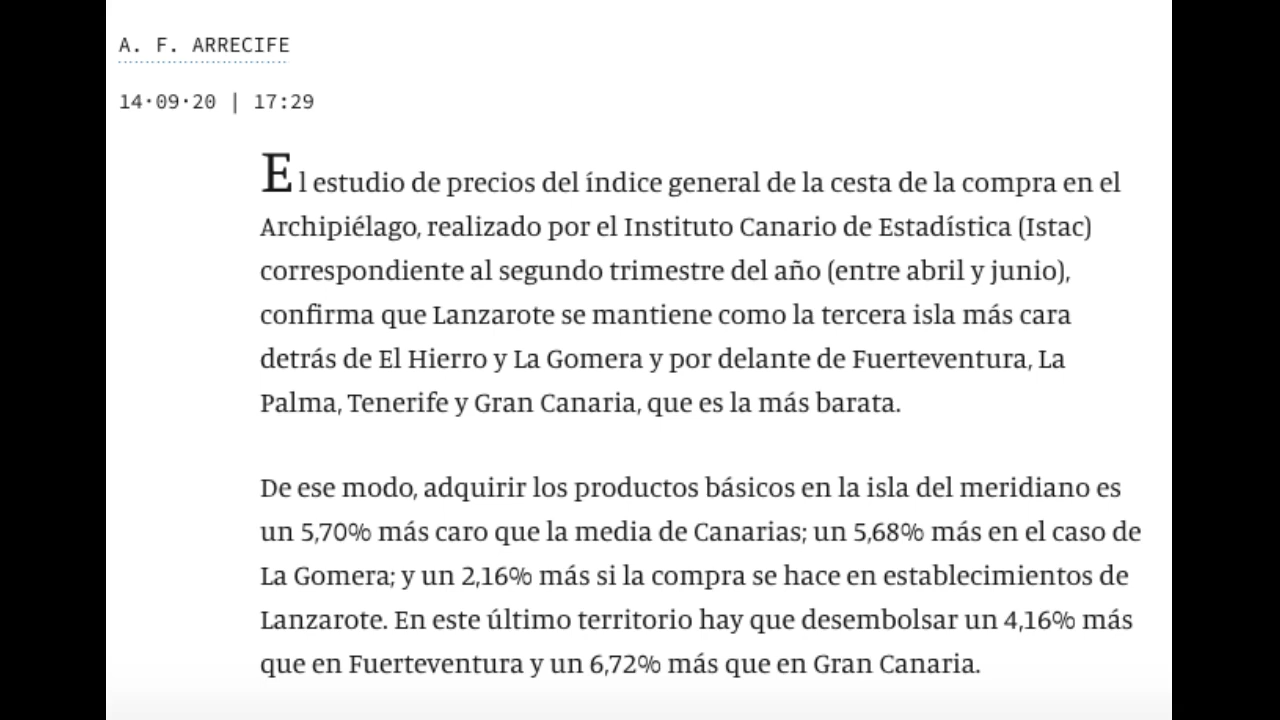 A. F. ARRECIFE
14·09·20 | 17:29
El estudio de precios del índice general de la cesta de la compra en el
Archipiélago, realizado por el Instituto Canario de Estadística (Istac)
correspondiente al segundo trimestre del año (entre abril y junio),
confirma que Lanzarote se mantiene como la tercera isla más cara
detrás de El Hierro y La Gomera y por delante de Fuerteventura, La
Palma, Tenerife y Gran Canaria, que es la más barata.
De ese modo, adquirir los productos básicos en la isla del meridiano es
un 5,70% más caro que la media de Canarias; un 5,68% más en el caso de
La Gomera; y un 2,16% más si la compra se hace en establecimientos de
Lanzarote. En este último territorio hay que desembolsar un 4,16% más
que en Fuerteventura y un 6,72% más que en Gran Canaria.